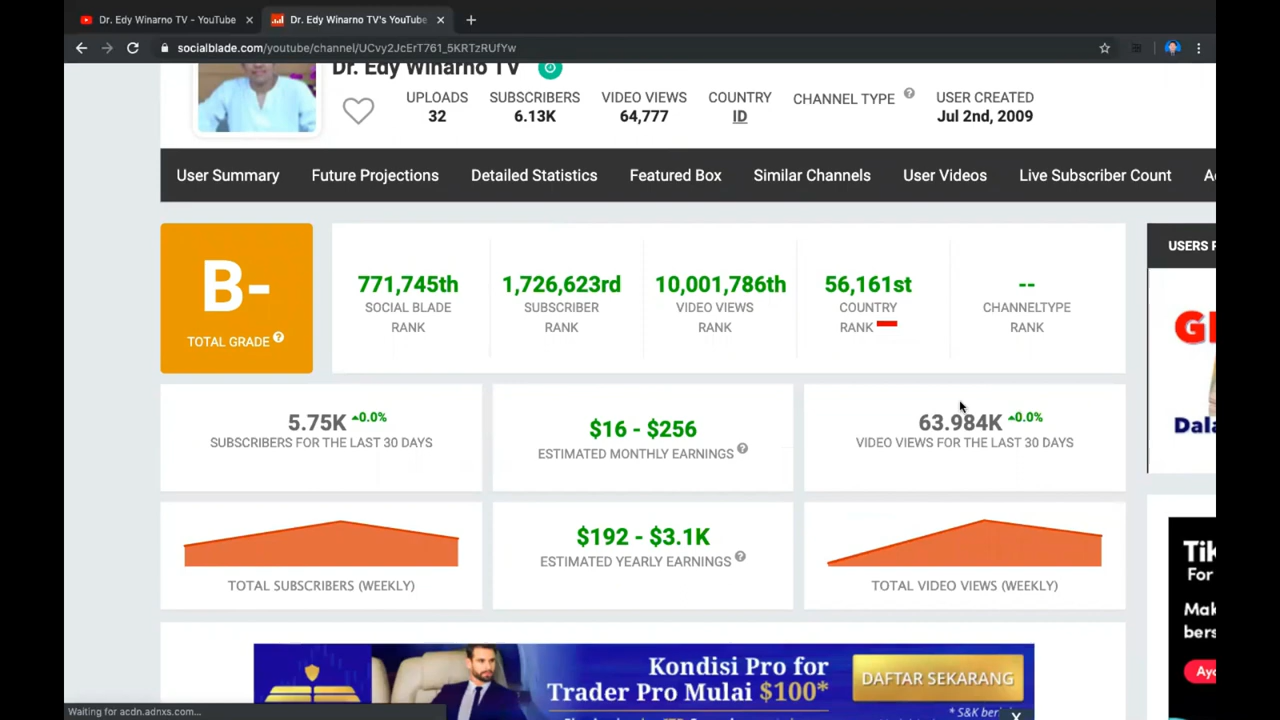 Dr. Edy Winarno TV - YouTube
Dr. Edy Winarno TV's YouTube
socialblade.com/youtube/channel/UCvy2JcErT761_5KRTzRUfYw
Dr. Edy Winarno TV
UPLOADS
32
SUBSCRIBERS
6.13K
VIDEO VIEWS
64,777
COUNTRY
ID
CHANNEL TYPE
USER CREATED
Jul 2nd, 2009
User Summary
Future Projections
Detailed Statistics
Featured Box
Similar Channels
User Videos
Live Subscriber Count
B-
TOTAL GRADE
771,745th
SOCIAL BLADE
RANK
1,726,623rd
SUBSCRIBER
RANK
10,001,786th
VIDEO VIEWS
RANK
56,161st
COUNTRY
RANK
--
CHANNELTYPE
RANK
USERS
5.75K ▲0.0%
SUBSCRIBERS FOR THE LAST 30 DAYS
$16 - $256
ESTIMATED MONTHLY EARNINGS
63.984K ▲0.0%
VIDEO VIEWS FOR THE LAST 30 DAYS
TOTAL SUBSCRIBERS (WEEKLY)
$192 - $3.1K
ESTIMATED YEARLY EARNINGS
TOTAL VIDEO VIEWS (WEEKLY)
For
Kondisi Pro for
Trader Pro Mulai $100*
DAFTAR SEKARANG
Waiting for acdn.adnxs.com...